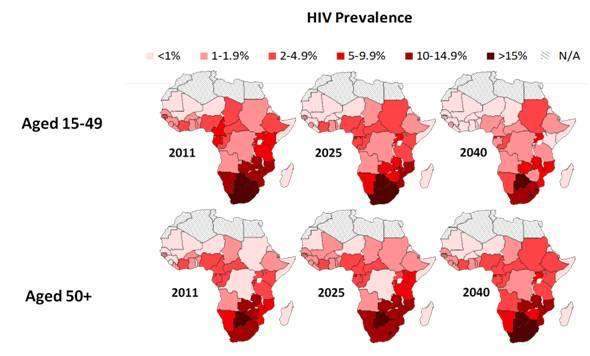 HIV Prevalence
<1% 1-1.9% 2-4.9% 5-9.9% 10-14.9% >15% N/A
Aged 15-49
2011 2025 2040
Aged 50+
2011 2025 2040